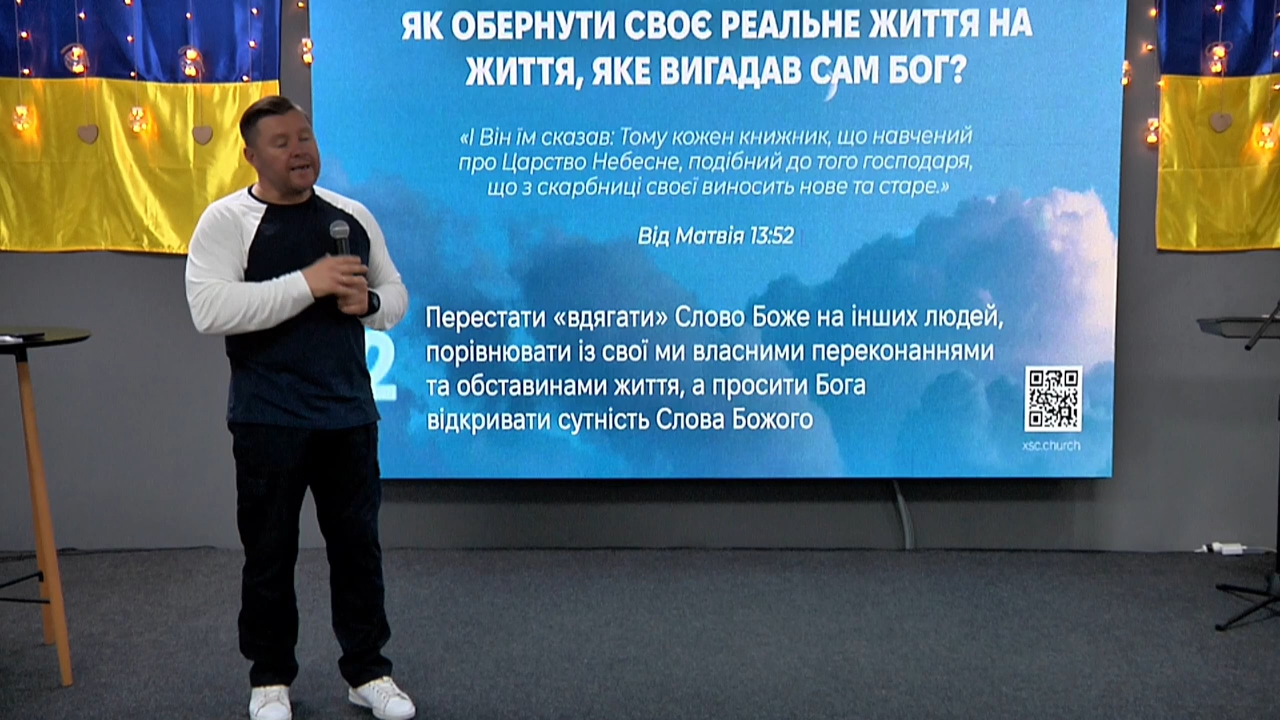 ЯК ОБЕРНУТИ СВОЄ РЕАЛЬНЕ ЖИТТЯ НА
ЖИТТЯ, ЯКЕ ВИГАДАВ САМ БОГ?
«І Він їм сказав: Тому кожен книжник, що навчений
про Царство Небесне, подібний до того господаря,
що з скарбниці своєї виносить нове та старе.»
Від Матвія 13:52
2
Перестати «вдягати» Слово Боже на інших людей,
порівнювати із свої ми власними переконаннями
та обставинами життя, а просити Бога
відкривати сутність Слова Божого
xsc.church